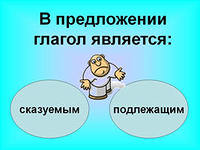 В предложении
глагол является:
сказуемым
подлежащим